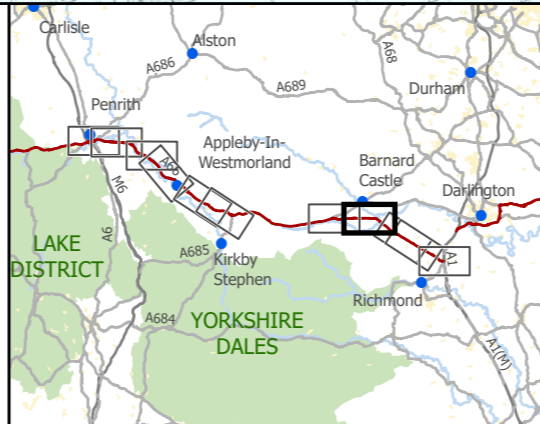 Carlisle
Alston
A686
A68
A689
Durham
Penrith
Appleby-In-
Westmorland
A66
Barnard
Castle
Darlington
M6
A6
LAKE
DISTRICT
A685
Kirkby
Stephen
A1
Richmond
A684
YORKSHIRE
DALES
A1(M)